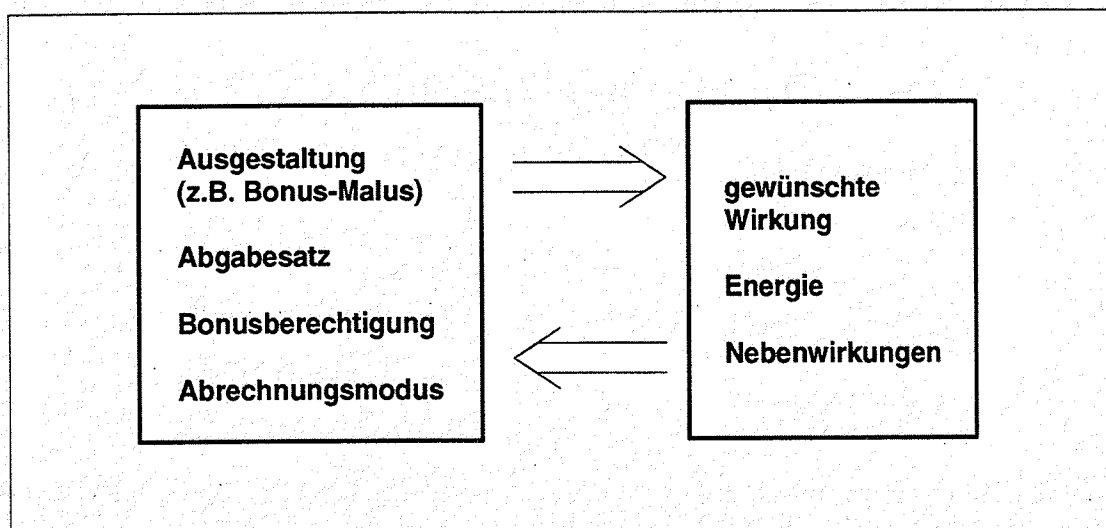 Ausgestaltung
(z.B. Bonus-Malus)
Abgabesatz
Bonusberechtigung
Abrechnungsmodus
gewünschte
Wirkung
Energie
Nebenwirkungen